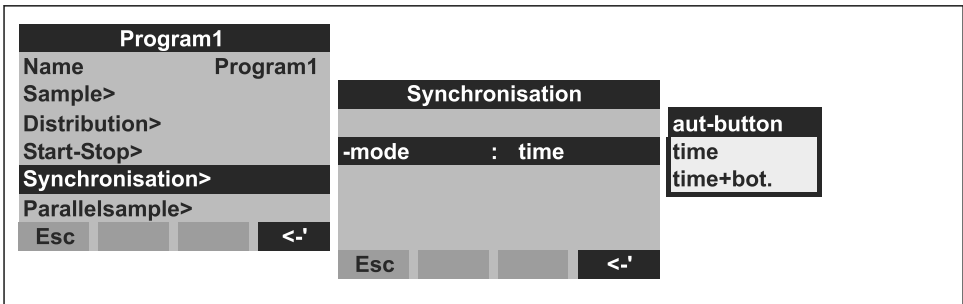 Program1
Name Program1
Sample>
Distribution>
Start-Stop>
Synchronisation>
Parallelsample>
Esc <-'
Synchronisation
-mode : time
Esc <-'
aut-button
time
time+bot.